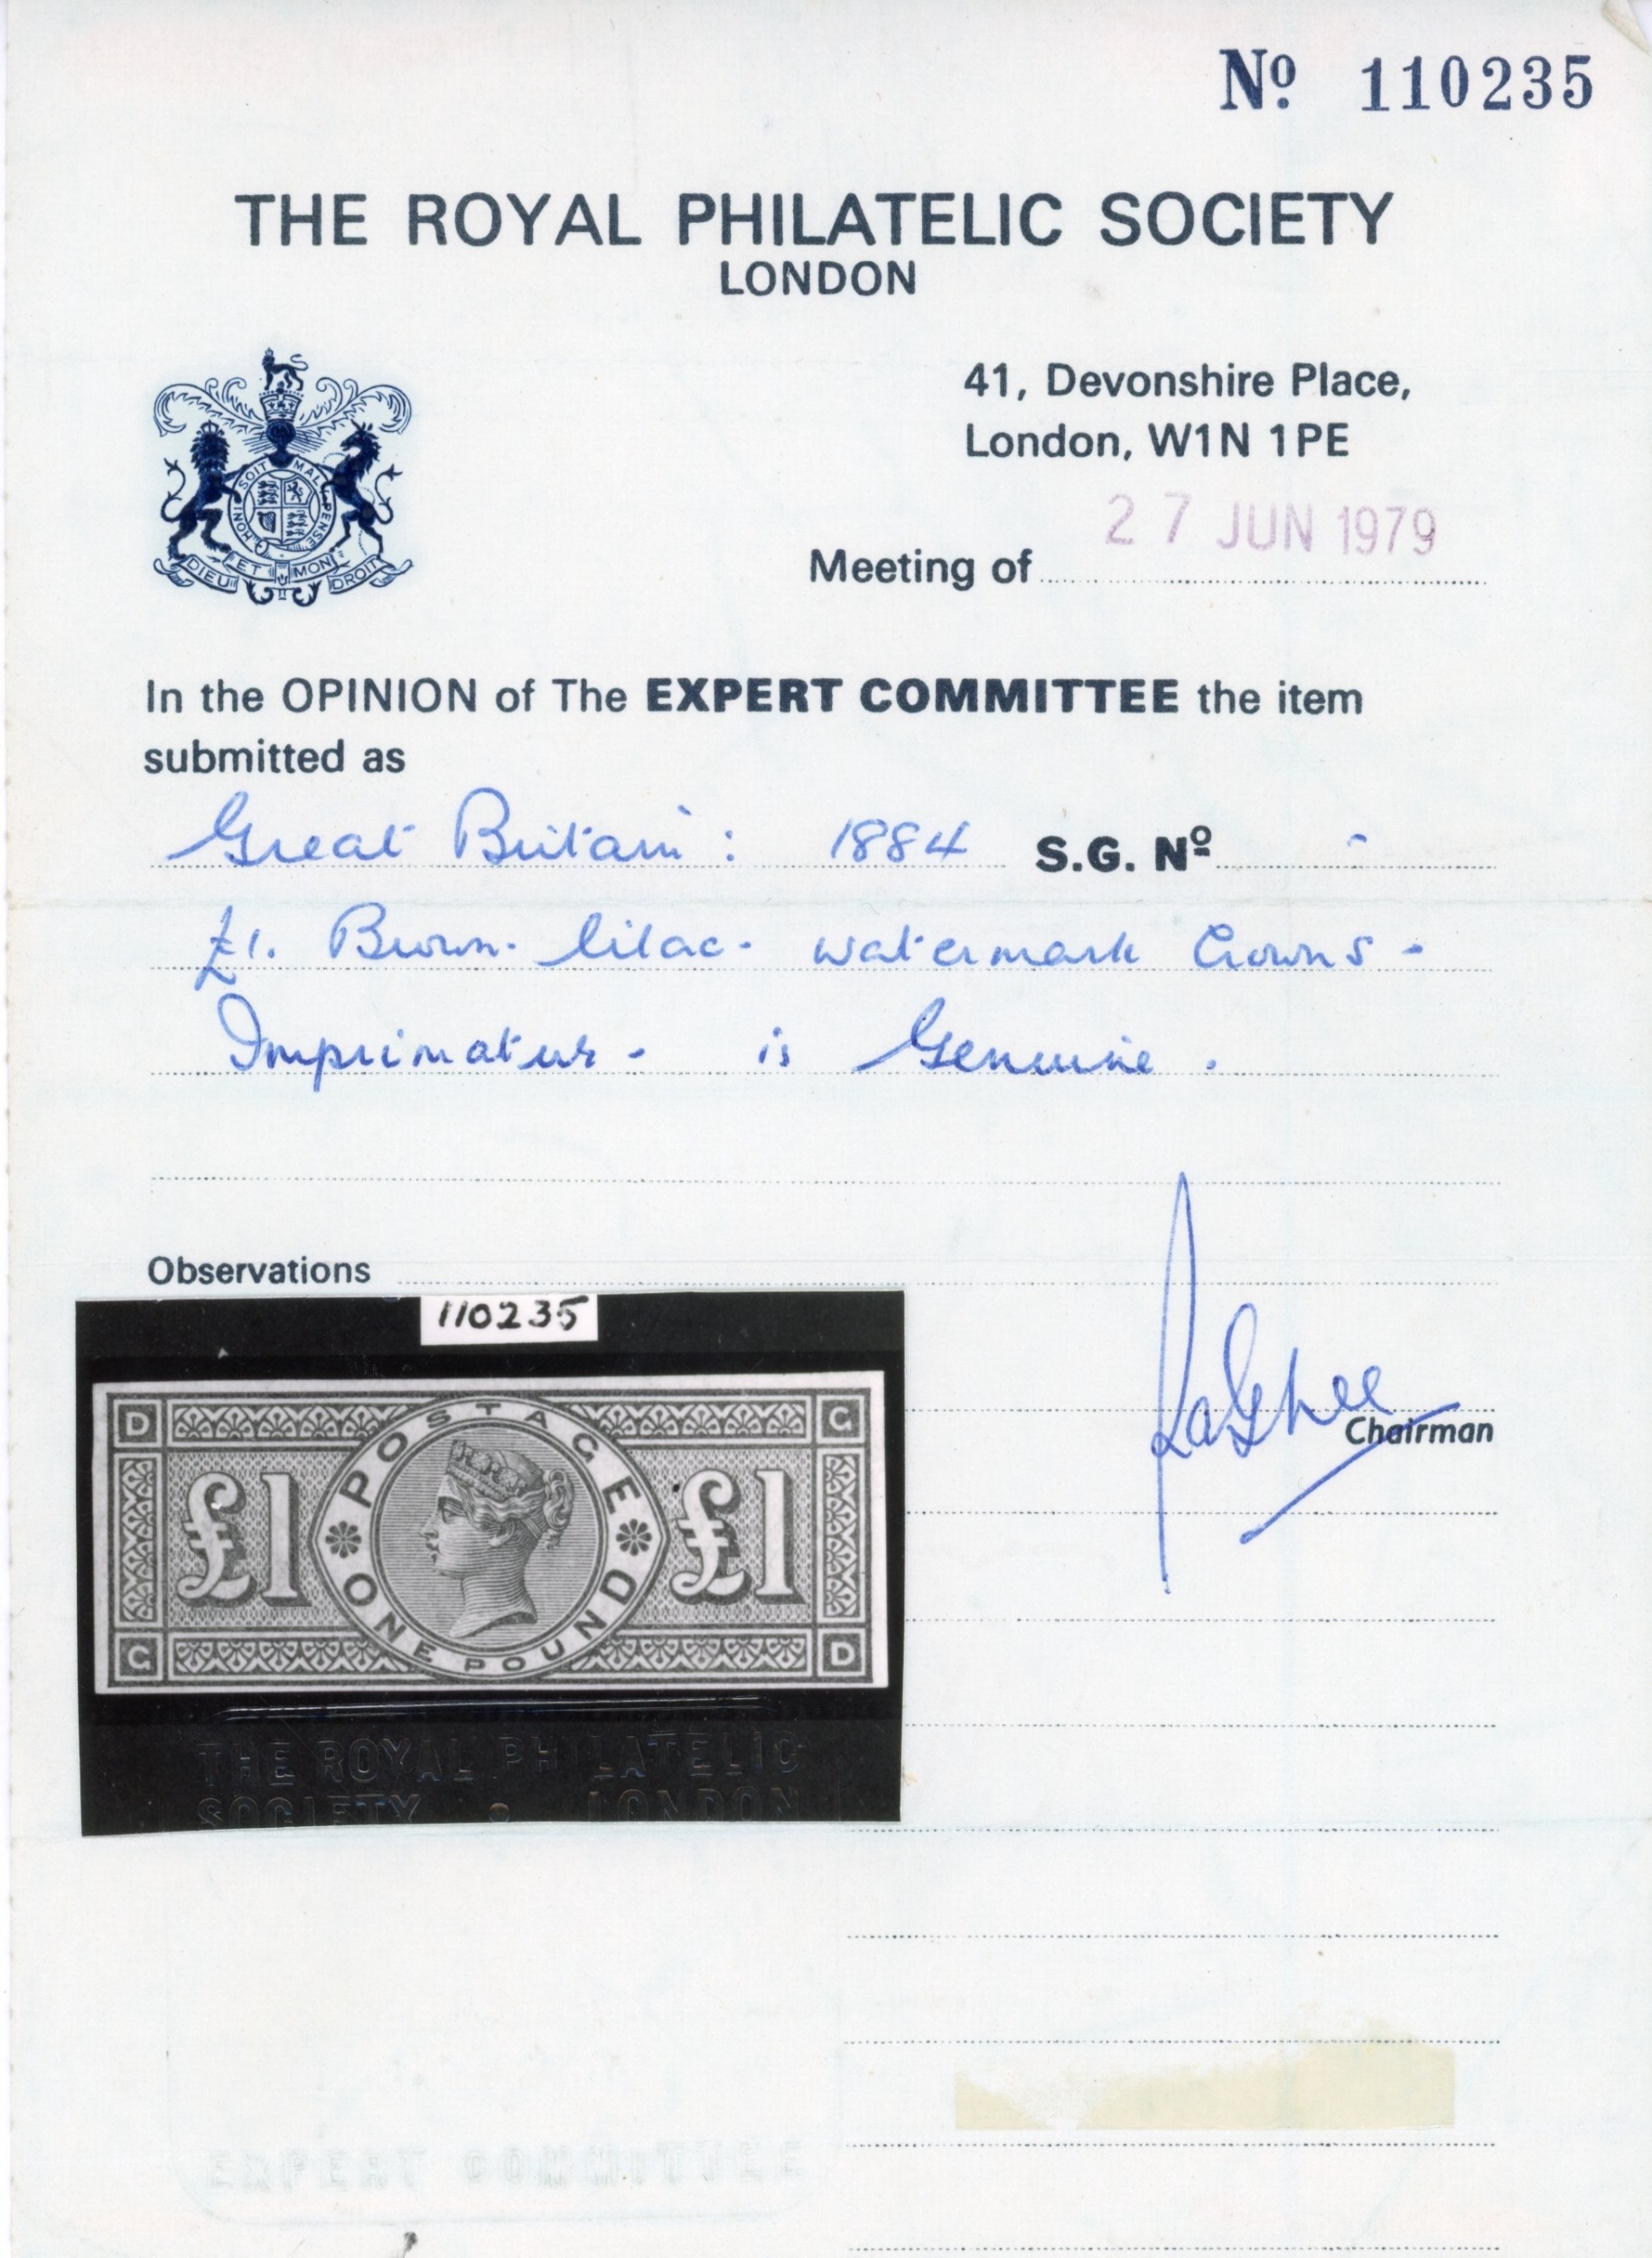 Nº 110235
THE ROYAL PHILATELIC SOCIETY
LONDON
41, Devonshire Place,
London, W1N 1PE
27 JUN 1979
Meeting of
HONI SOIT MAL PENSE
DIEU ET MON DROIT
In the OPINION of The EXPERT COMMITTEE the item
submitted as
Great Britain: 1884 S.G. Nº -
£1. Brown-lilac- watermark Crowns-
Imprimatur- is Genuine.
Observations
110235
D G
POSTAGE
£1 £1
ONE POUND
G D
Chairman
THE ROYAL PHILATELIC
SOCIETY • LONDON
EXPERT COMMITTEE